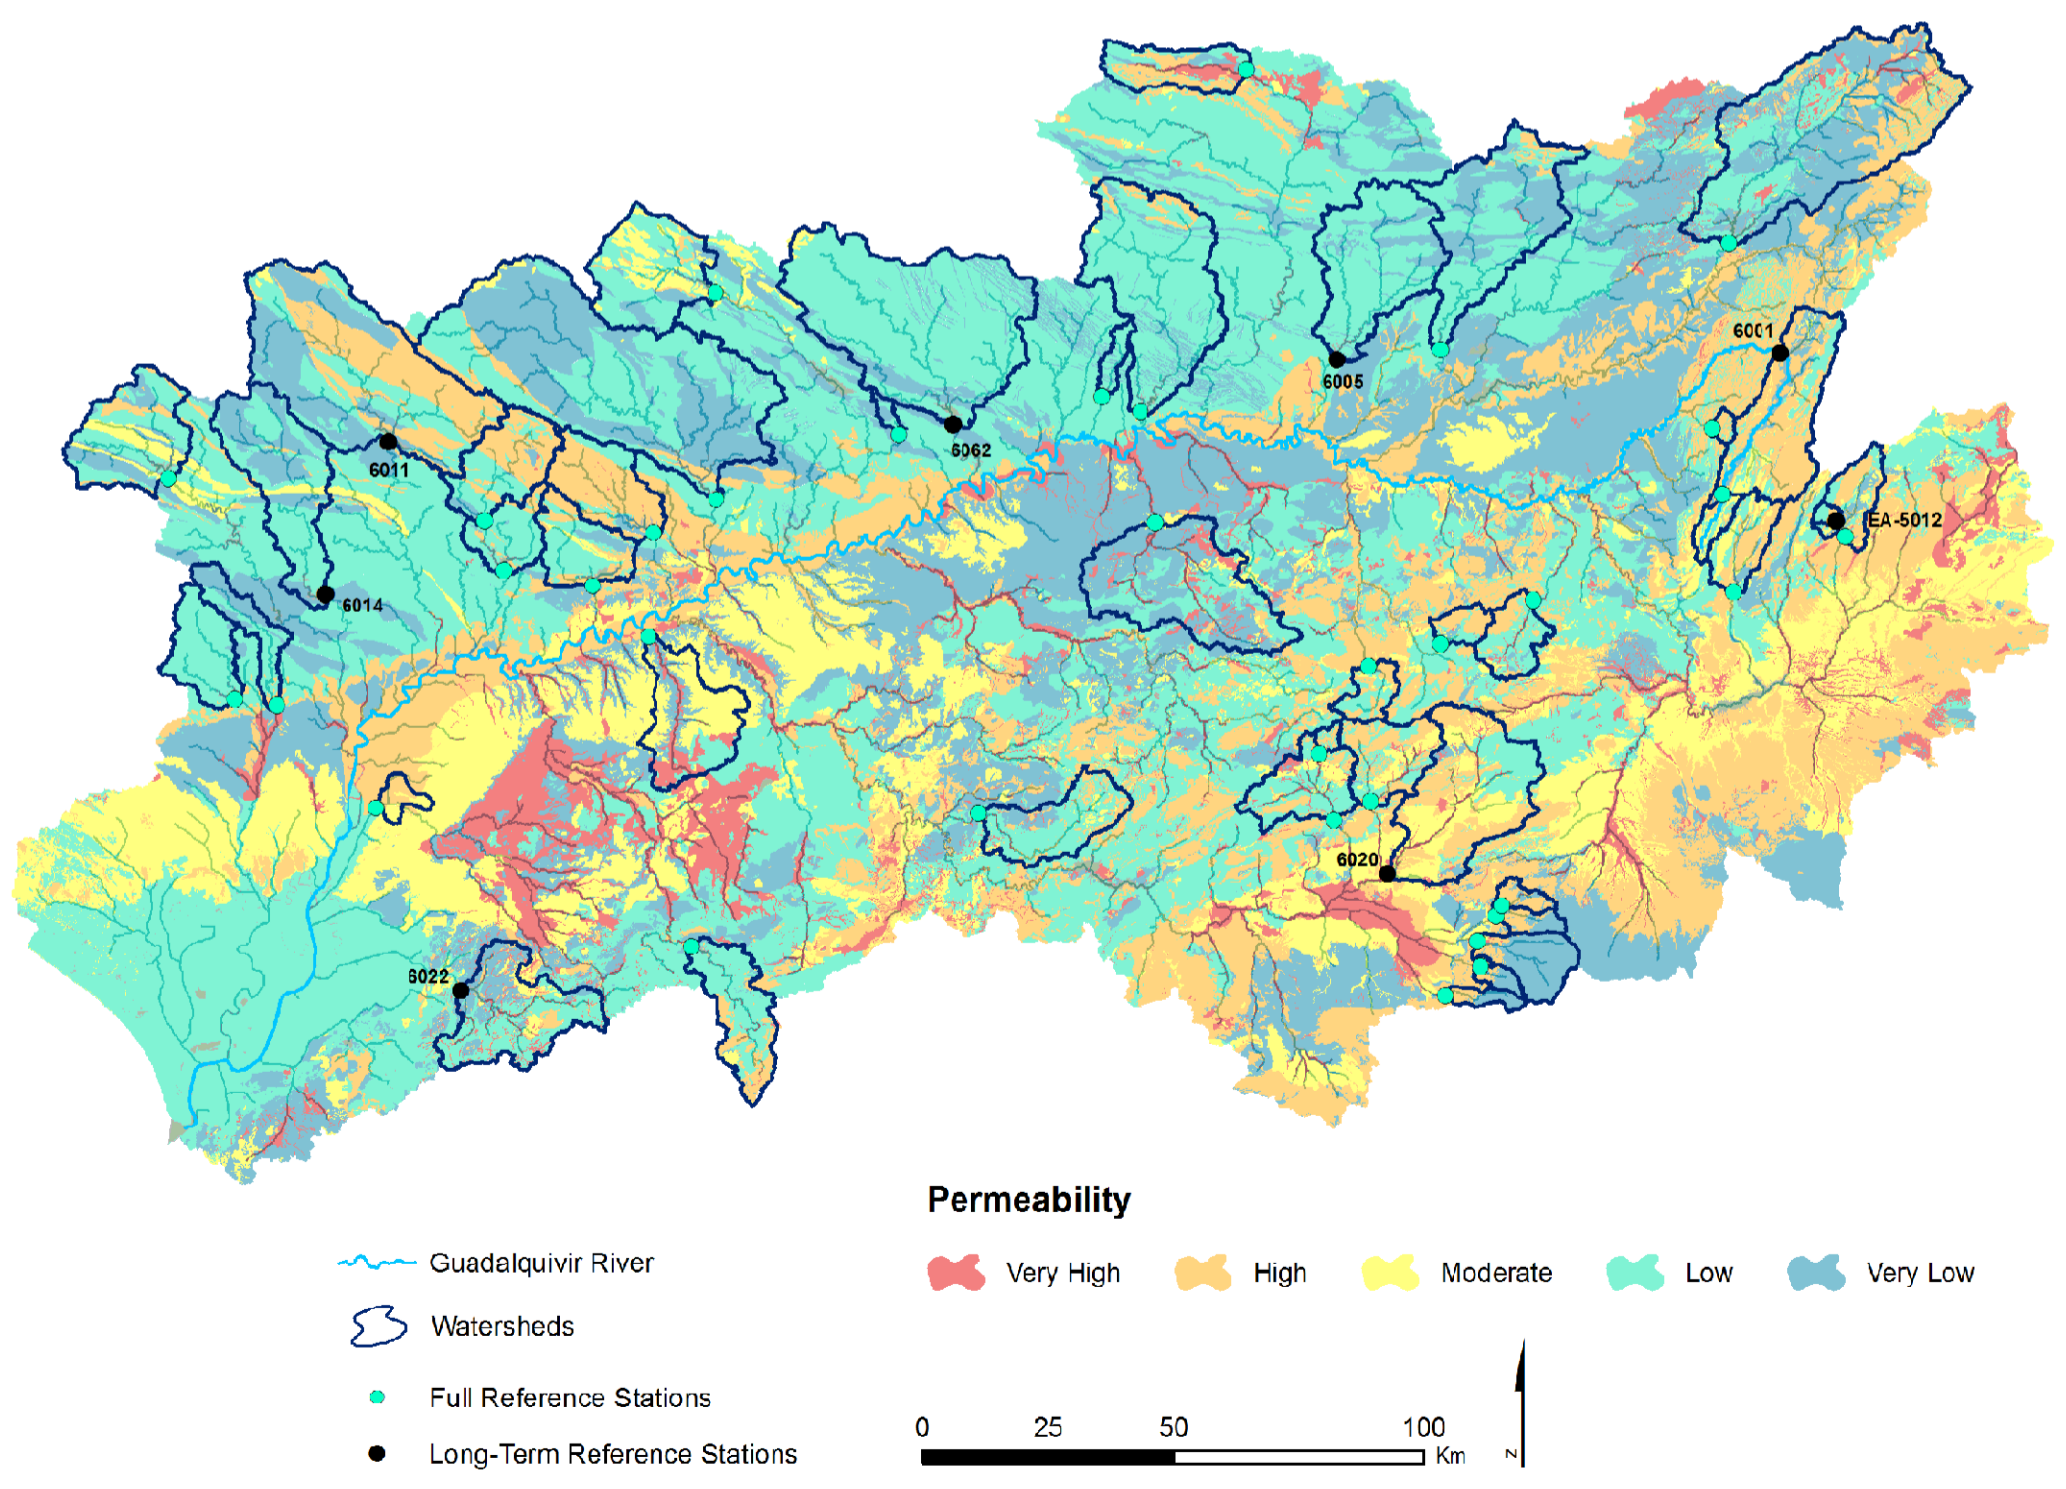 6001
6005
6062
6011
EA-5012
6014
6020
6022
Permeability
Guadalquivir River
Very High
High
Moderate
Low
Very Low
Watersheds
Full Reference Stations
0 25 50 100
Km
N
Long-Term Reference Stations